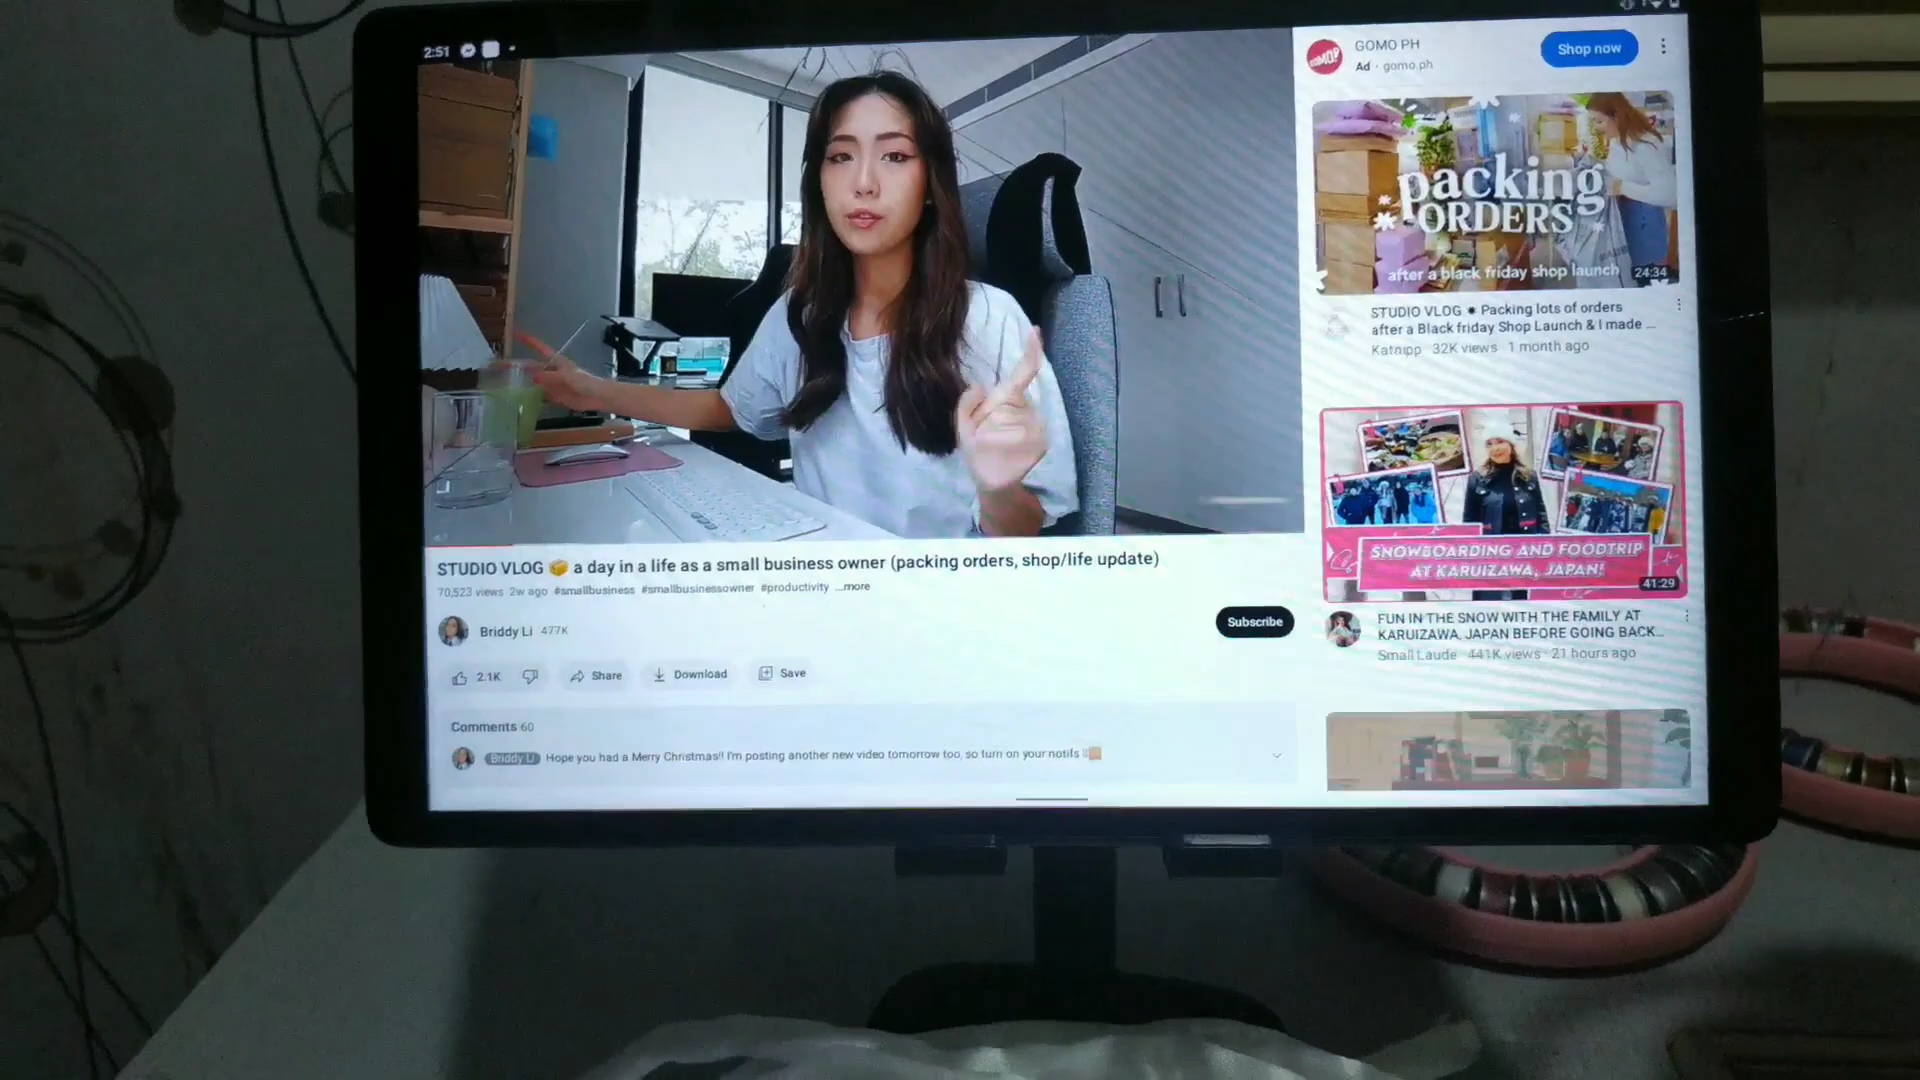 2:51
GOMO PH
Ad · gomo.ph
Shop now
GOMO!
packing
ORDERS
after a black friday shop launch
24:34
STUDIO VLOG ✷ Packing lots of orders
after a Black friday Shop Launch & I made ...
Katnipp 32K views · 1 month ago
SNOWBOARDING AND FOODTRIP
AT KARUIZAWA, JAPAN!
41:29
FUN IN THE SNOW WITH THE FAMILY AT
KARUIZAWA, JAPAN BEFORE GOING BACK...
Small Laude · 441K views · 21 hours ago
STUDIO VLOG 📦 a day in a life as a small business owner (packing orders, shop/life update)
70,523 views 2w ago #smallbusiness #smallbusinessowner #productivity ...more
Briddy Li 477K
Subscribe
2.1K
Share
Download
Save
Comments 60
Briddy Li Hope you had a Merry Christmas!! I'm posting another new video tomorrow too, so turn on your notifs